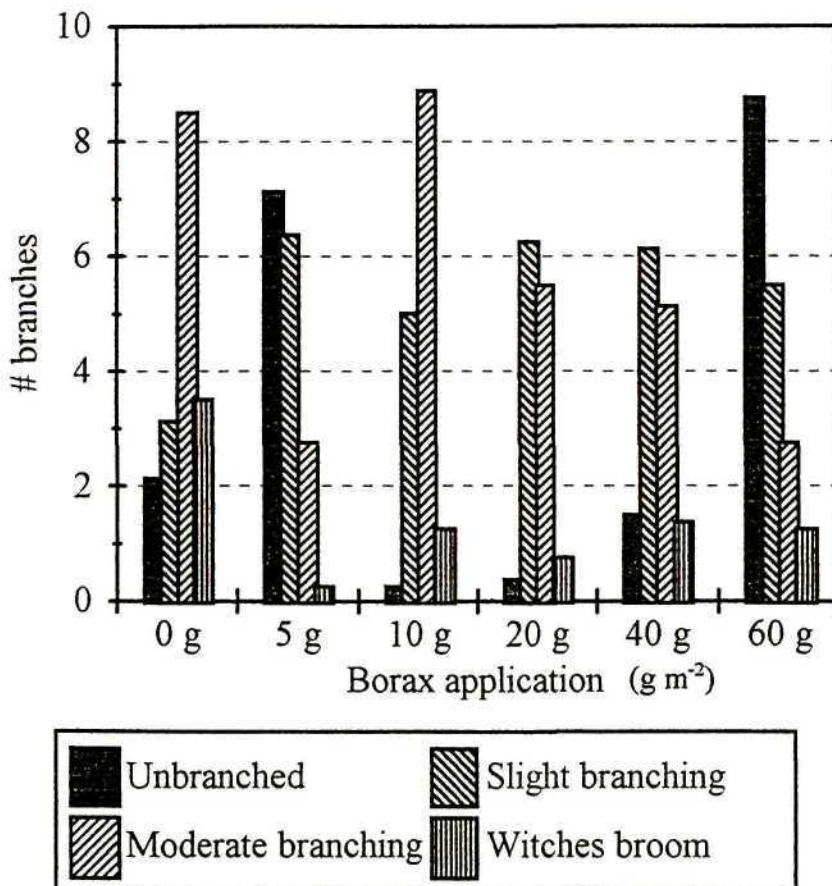 10
8
6
4
2
0
# branches
0 g 5 g 10 g 20 g 40 g 60 g
Borax application (g m⁻²)
Unbranched Slight branching
Moderate branching Witches broom